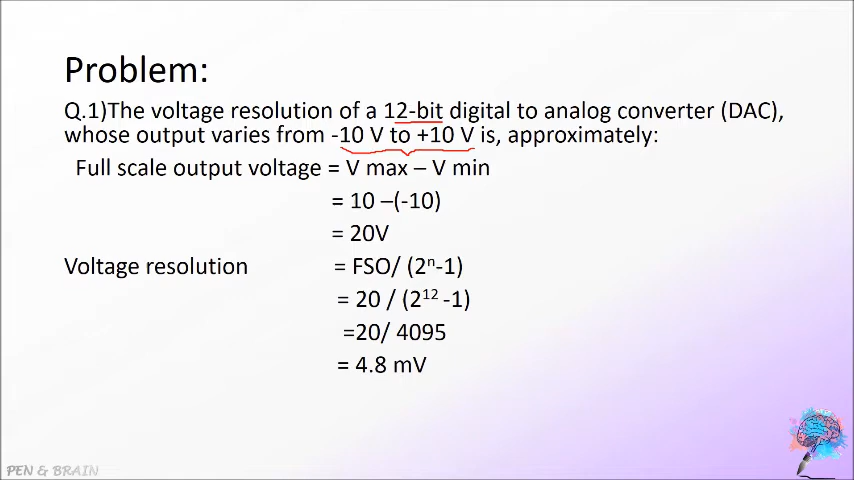 Problem:
Q.1)The voltage resolution of a 12-bit digital to analog converter (DAC),
whose output varies from -10 V to +10 V is, approximately:
Full scale output voltage = V max – V min
= 10 –(-10)
= 20V
Voltage resolution = FSO/ (2ⁿ-1)
= 20 / (2¹² -1)
=20/ 4095
= 4.8 mV
PEN & BRAIN